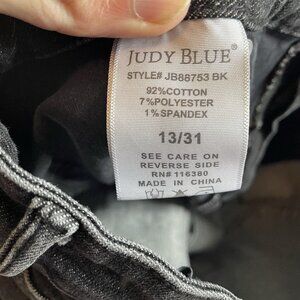 JUDY BLUE®
STYLE# JB88753 BK
92%COTTON
7%POLYESTER
1%SPANDEX
13/31
SEE CARE ON
REVERSE SIDE
RN# 116380
MADE IN CHINA